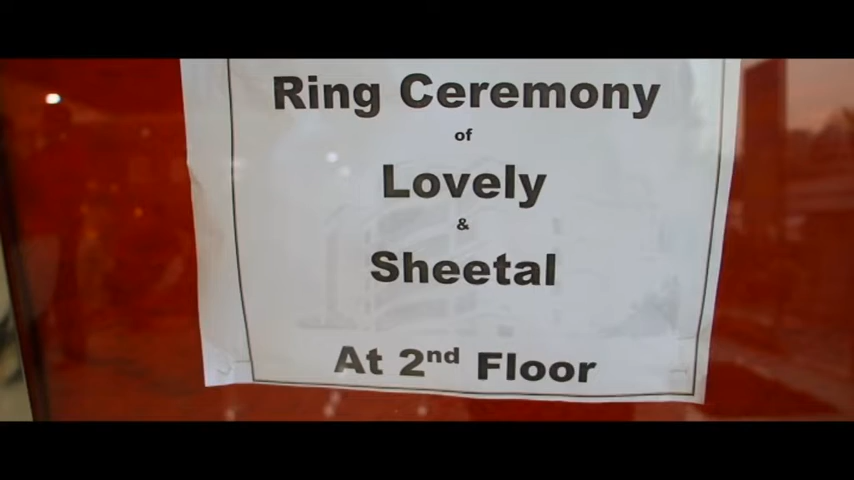 Ring Ceremony
of
Lovely
&
Sheetal
At 2nd Floor